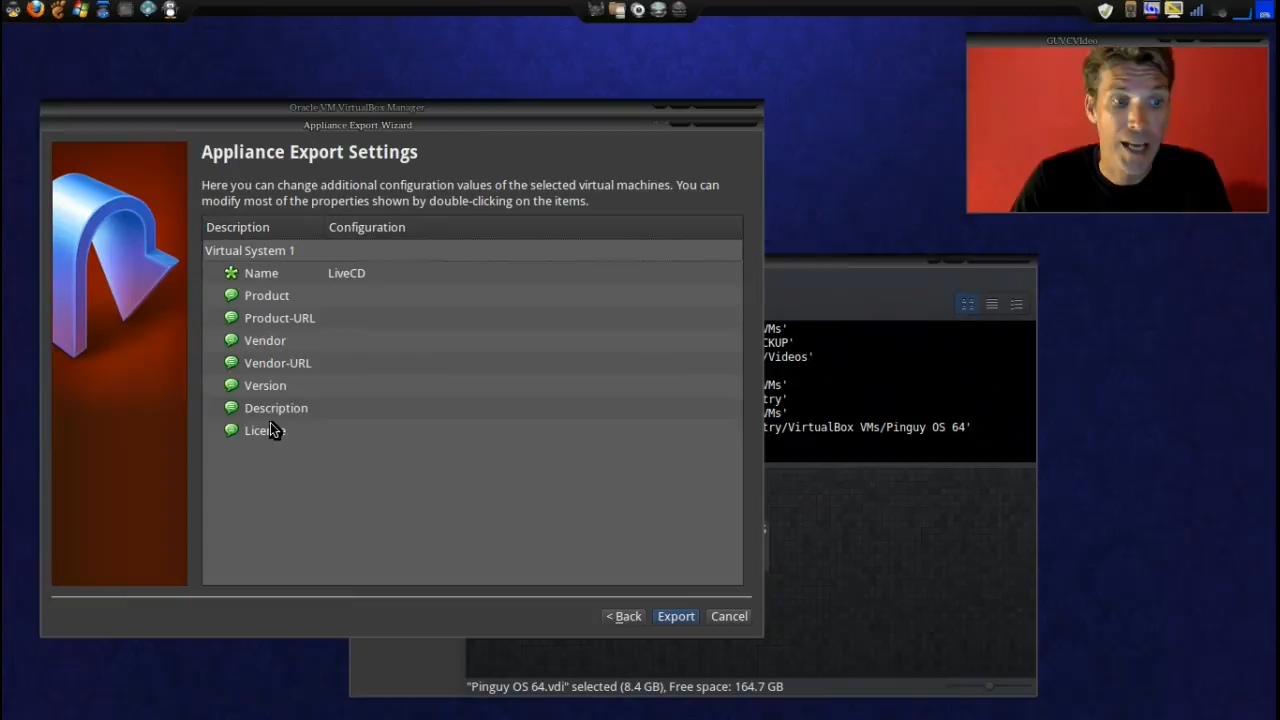 GUVCVideo
Oracle VM VirtualBox Manager
Appliance Export Wizard
Appliance Export Settings
Here you can change additional configuration values of the selected virtual machines. You can
modify most of the properties shown by double-clicking on the items.
Description Configuration
Virtual System 1
Name LiveCD
Product
Product-URL
Vendor
Vendor-URL
Version
Description
License
< Back Export Cancel
VMs'
CKUP'
/Videos'
VMs'
try'
VMs'
try/VirtualBox VMs/Pinguy OS 64'
"Pinguy OS 64.vdi" selected (8.4 GB), Free space: 164.7 GB